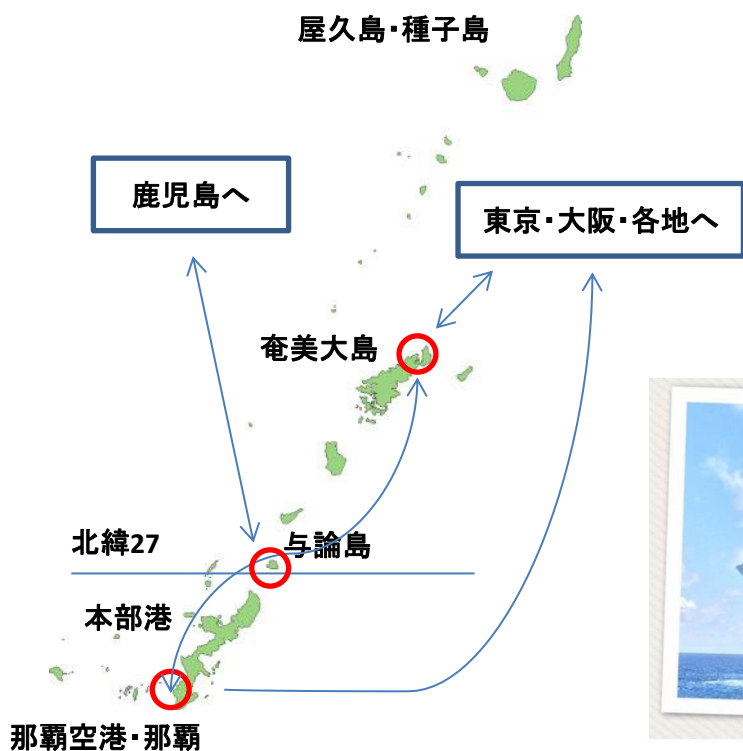 屋久島・種子島
鹿児島へ
東京・大阪・各地へ
奄美大島
北緯27
与論島
本部港
那覇空港・那覇